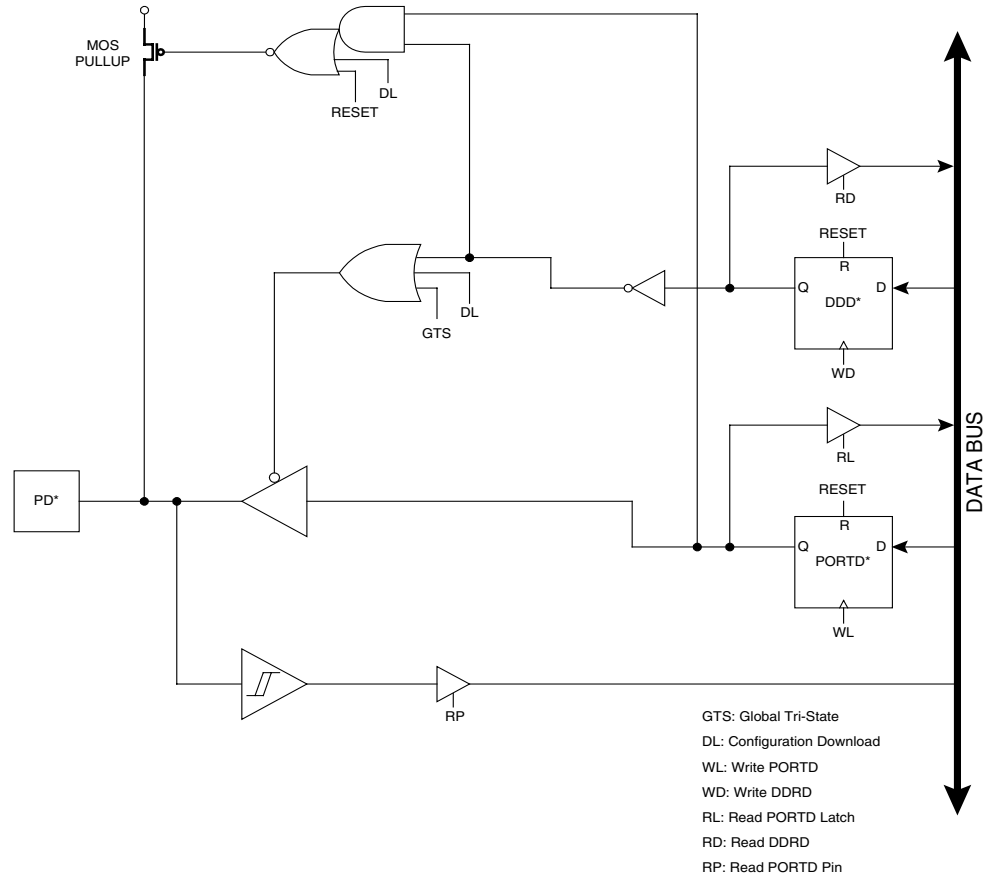 MOS
PULLUP
DL
RESET
RD
RESET
R
Q
DDD*
D
DL
GTS
WD
RL
DATA BUS
RESET
PD*
R
Q
D
PORTD*
WL
RP
GTS: Global Tri-State
DL: Configuration Download
WL: Write PORTD
WD: Write DDRD
RL: Read PORTD Latch
RD: Read DDRD
RP: Read PORTD Pin